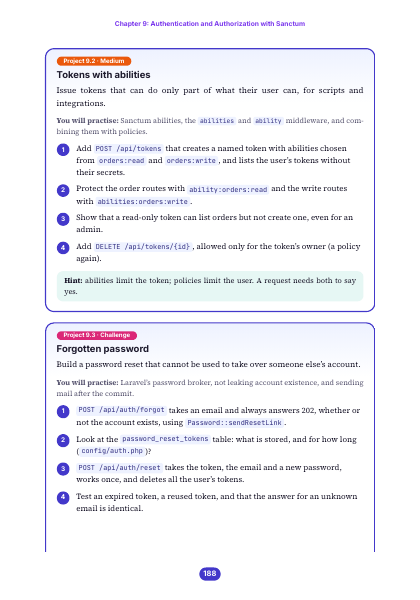 Chapter 9: Authentication and Authorization with Sanctum
Project 9.2 · Medium
Tokens with abilities
Issue tokens that can do only part of what their user can, for scripts and
integrations.
You will practise: Sanctum abilities, the abilities and ability middleware, and com-
bining them with policies.
1 Add POST /api/tokens that creates a named token with abilities chosen
from orders:read and orders:write, and lists the user's tokens without
their secrets.
2 Protect the order routes with ability:orders:read and the write routes
with abilities:orders:write.
3 Show that a read-only token can list orders but not create one, even for an
admin.
4 Add DELETE /api/tokens/{id}, allowed only for the token's owner (a policy
again).
Hint: abilities limit the token; policies limit the user. A request needs both to say
yes.
Project 9.3 · Challenge
Forgotten password
Build a password reset that cannot be used to take over someone else's account.
You will practise: Laravel's password broker, not leaking account existence, and sending
mail after the commit.
1 POST /api/auth/forgot takes an email and always answers 202, whether or
not the account exists, using Password::sendResetLink.
2 Look at the password_reset_tokens table: what is stored, and for how long
(config/auth.php)?
3 POST /api/auth/reset takes the token, the email and a new password,
works once, and deletes all the user's tokens.
4 Test an expired token, a reused token, and that the answer for an unknown
email is identical.
188